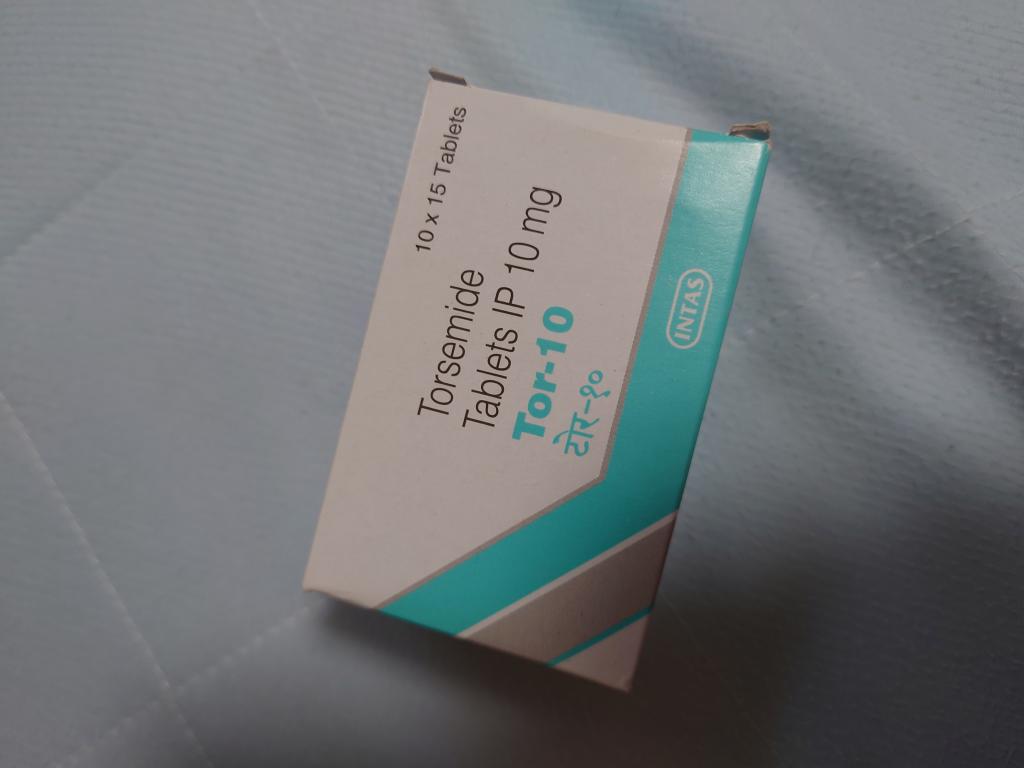 10 x 15 Tablets
Torsemide
Tablets IP 10 mg
Tor-10
टोर-१०
INTAS